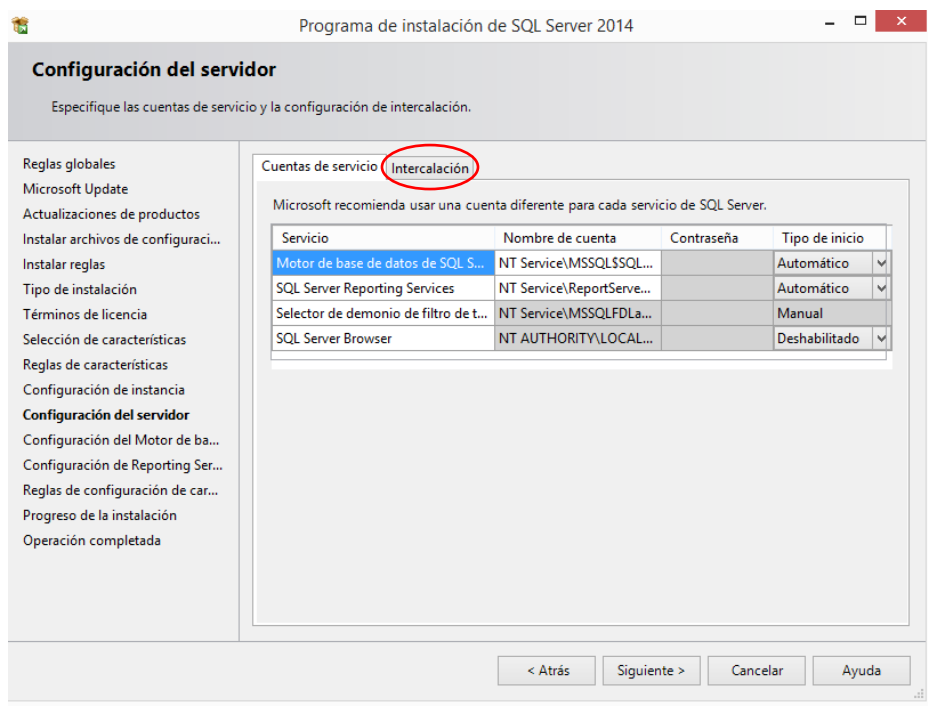 Programa de instalación de SQL Server 2014
Configuración del servidor
Especifique las cuentas de servicio y la configuración de intercalación.
Reglas globales
Microsoft Update
Actualizaciones de productos
Instalar archivos de configuraci...
Instalar reglas
Tipo de instalación
Términos de licencia
Selección de características
Reglas de características
Configuración de instancia
Configuración del servidor
Configuración del Motor de ba...
Configuración de Reporting Ser...
Reglas de configuración de car...
Progreso de la instalación
Operación completada
Cuentas de servicio Intercalación
Microsoft recomienda usar una cuenta diferente para cada servicio de SQL Server.
Servicio Nombre de cuenta Contraseña Tipo de inicio
Motor de base de datos de SQL S... NT Service\MSSQL$SQL... Automático
SQL Server Reporting Services NT Service\ReportServe... Automático
Selector de demonio de filtro de t... NT Service\MSSQLFDLa... Manual
SQL Server Browser NT AUTHORITY\LOCAL... Deshabilitado
< Atrás Siguiente > Cancelar Ayuda